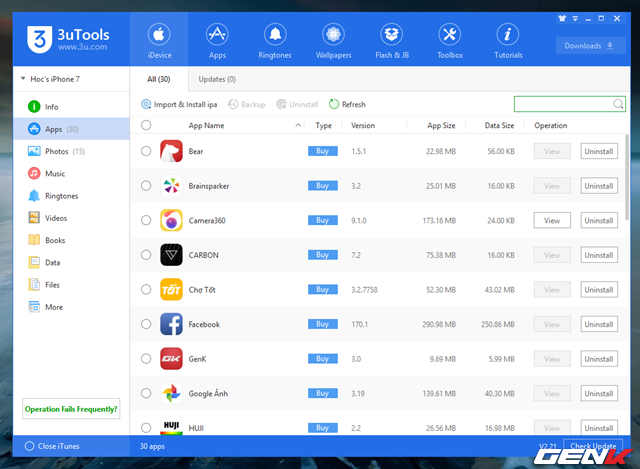 3uTools
www.3u.com
3
iDevice Apps Ringtones Wallpapers Flash & JB Toolbox Tutorials
Downloads
Hoc's iPhone 7
All (30) Updates (0)
Info
Apps (30)
Photos (15)
Music
Ringtones
Videos
Books
Data
Files
More
Import & Install ipa Backup Uninstall Refresh
App Name Type Version App Size Data Size Operation
Bear Buy 1.5.1 22.98 MB 56.00 KB View Uninstall
Brainsparker Buy 3.2 25.01 MB 16.00 KB View Uninstall
Camera360 Buy 9.1.0 173.16 MB 24.00 KB View Uninstall
CARBON Buy 7.2 75.38 MB 16.00 KB View Uninstall
TỐT Chợ Tốt Buy 3.2.7758 52.30 MB 43.02 MB View Uninstall
Facebook Buy 170.1 290.98 MB 250.86 MB View Uninstall
GK GenK Buy 3.0 9.69 MB 5.99 MB View Uninstall
Google Ảnh Buy 3.19 139.61 MB 40.30 MB View Uninstall
HUJI HUJI Buy 2.2 26.56 MB 16.98 MB View Uninstall
Operation Fails Frequently?
Close iTunes 30 apps V2.21 Check Update
GENK